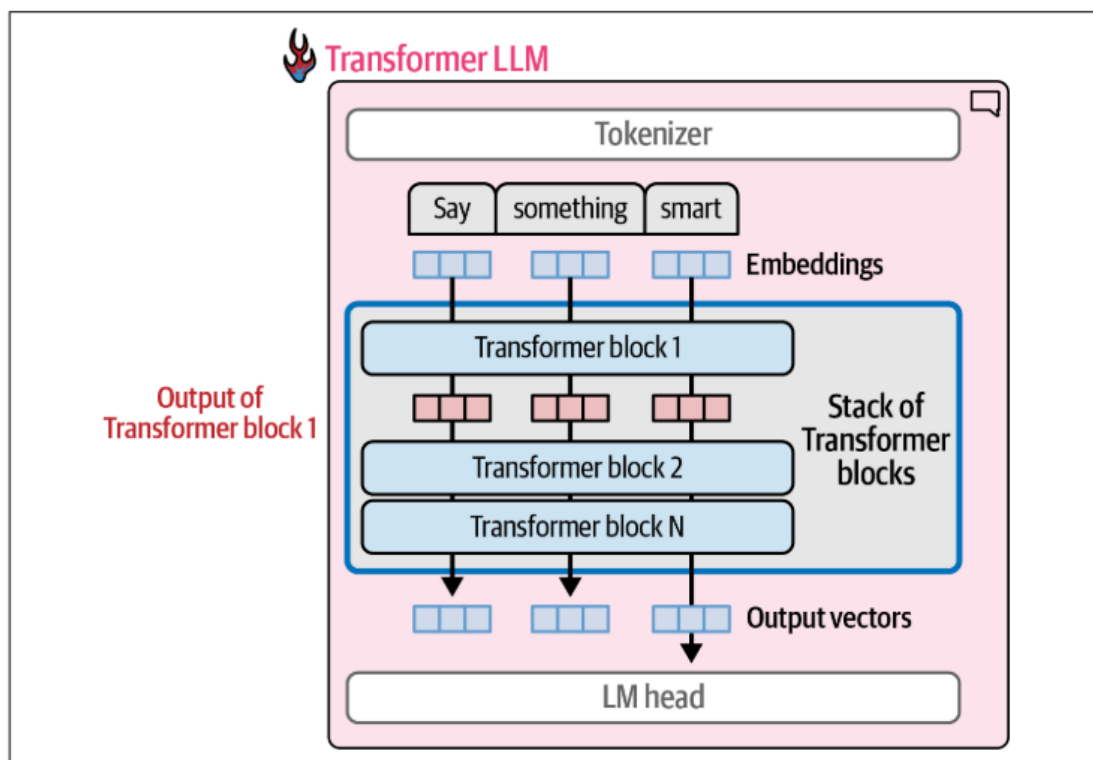 Transformer LLM
Tokenizer
Say something smart
Embeddings
Transformer block 1
Output of
Transformer block 1
Stack of
Transformer
blocks
Transformer block 2
Transformer block N
Output vectors
LM head